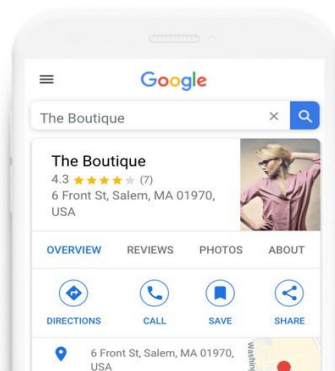 Google
The Boutique
The Boutique
4.3 (7)
6 Front St, Salem, MA 01970,
USA
OVERVIEW REVIEWS PHOTOS ABOUT
DIRECTIONS CALL SAVE SHARE
6 Front St, Salem, MA 01970,
USA